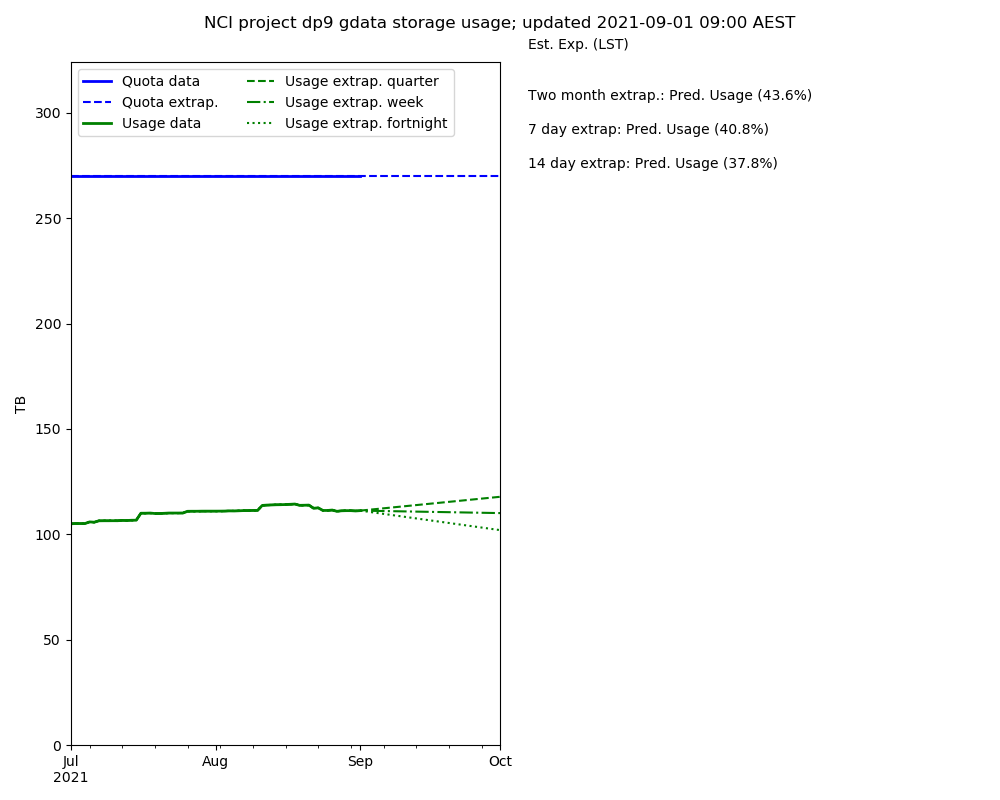 NCI project dp9 gdata storage usage; updated 2021-09-01 09:00 AEST
Est. Exp. (LST)
Two month extrap.: Pred. Usage (43.6%)
7 day extrap: Pred. Usage (40.8%)
14 day extrap: Pred. Usage (37.8%)
Quota data
Quota extrap.
Usage data
Usage extrap. quarter
Usage extrap. week
Usage extrap. fortnight
TB
300
250
200
150
100
50
0
Jul Aug Sep Oct
2021